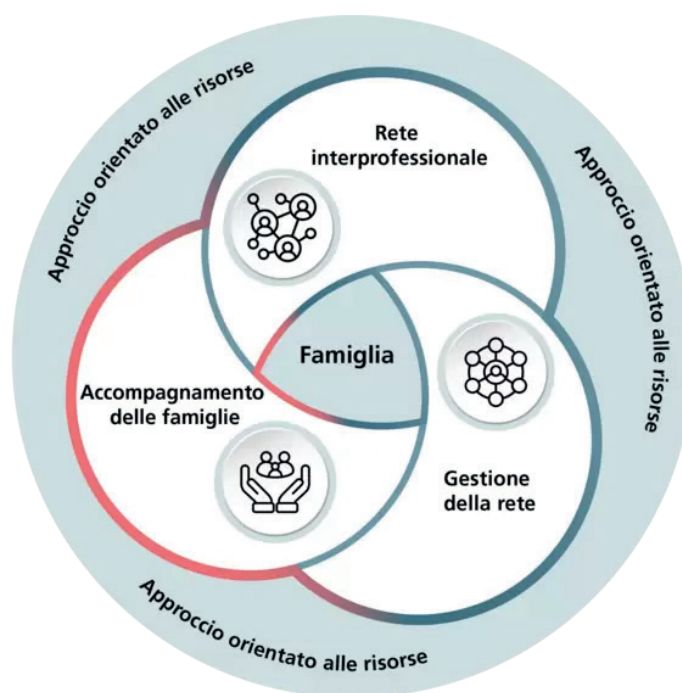 Approccio orientato alle risorse
Rete
interprofessionale
Approccio orientato alle risorse
Famiglia
Accompagnamento
delle famiglie
Gestione
della rete
Approccio orientato alle risorse